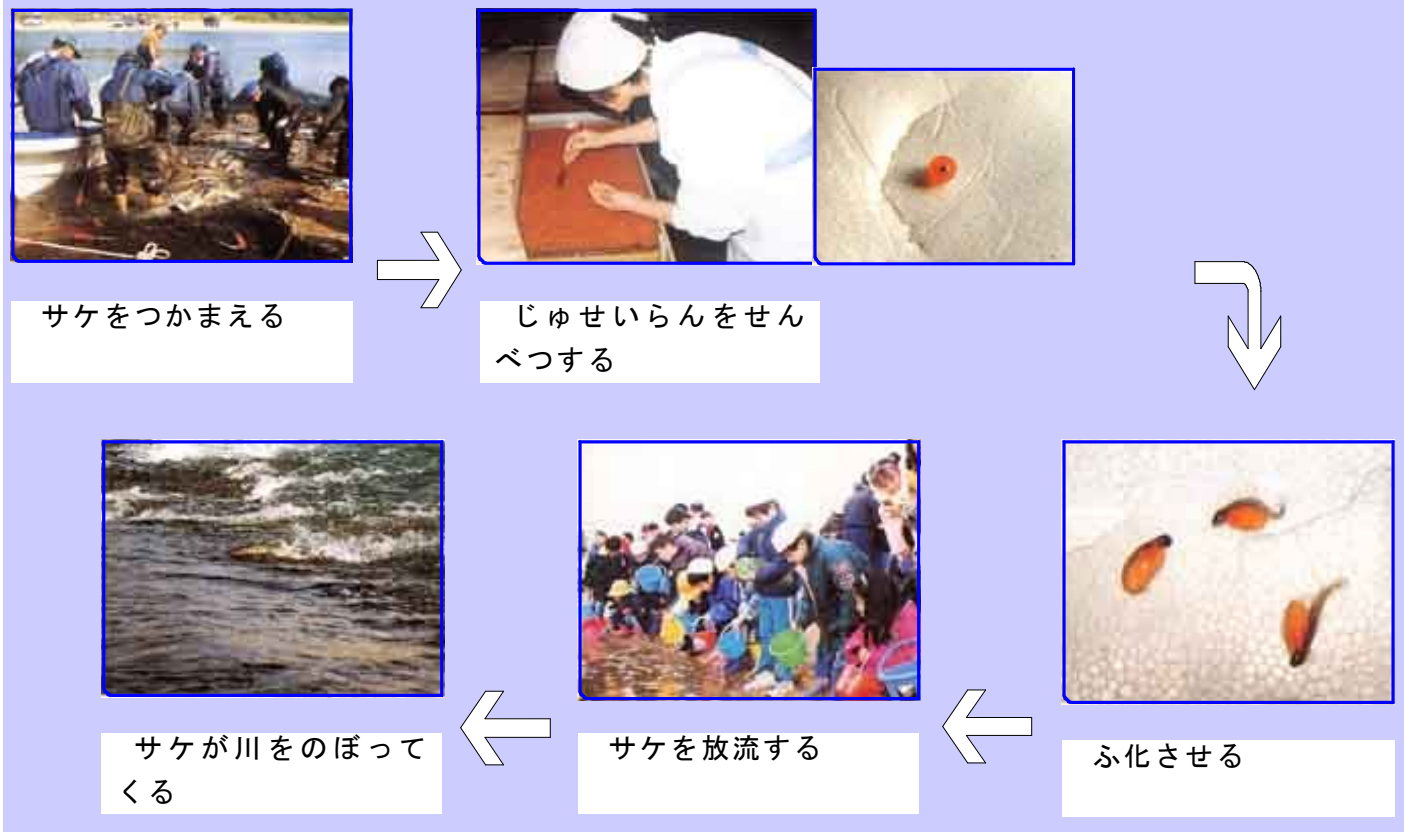 サケをつかまえる
じゅせいらんをせん
べつする
ふ化させる
サケを放流する
サケが川をのぼって
くる